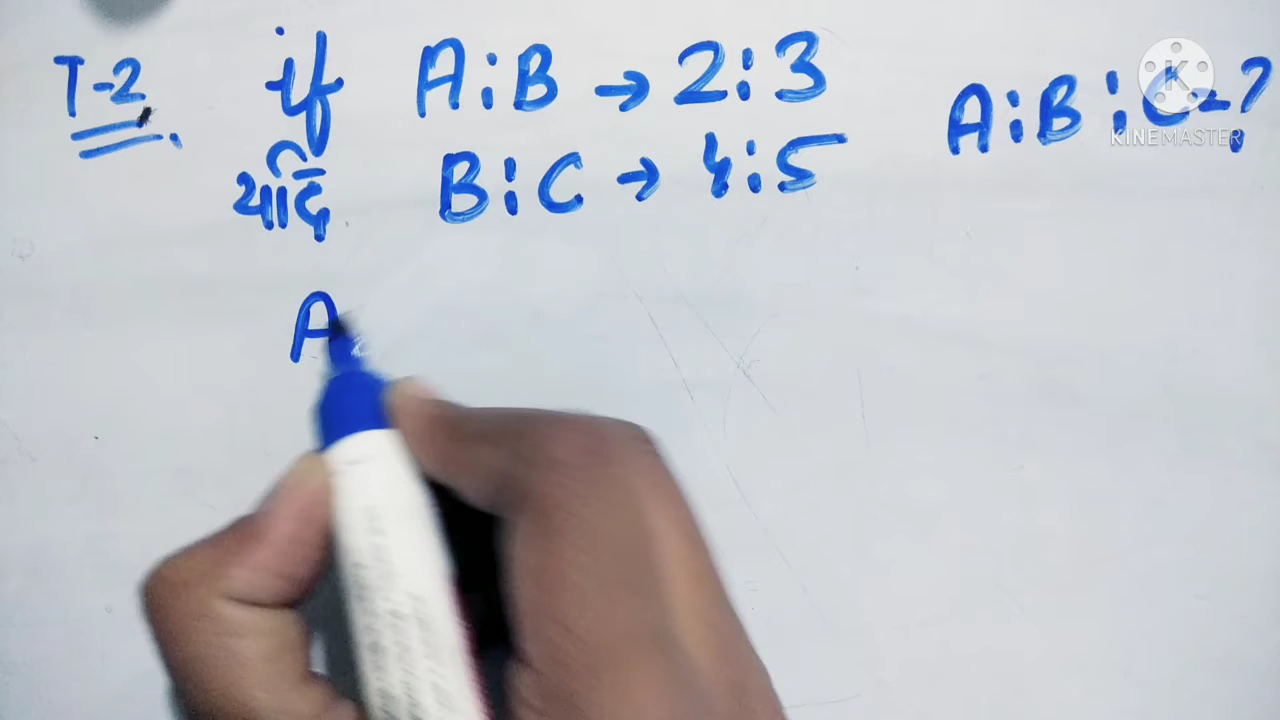 T-2 if A:B → 2:3 A:B:C=?
यदि B:C → 4:5
A
K
KINEMASTER